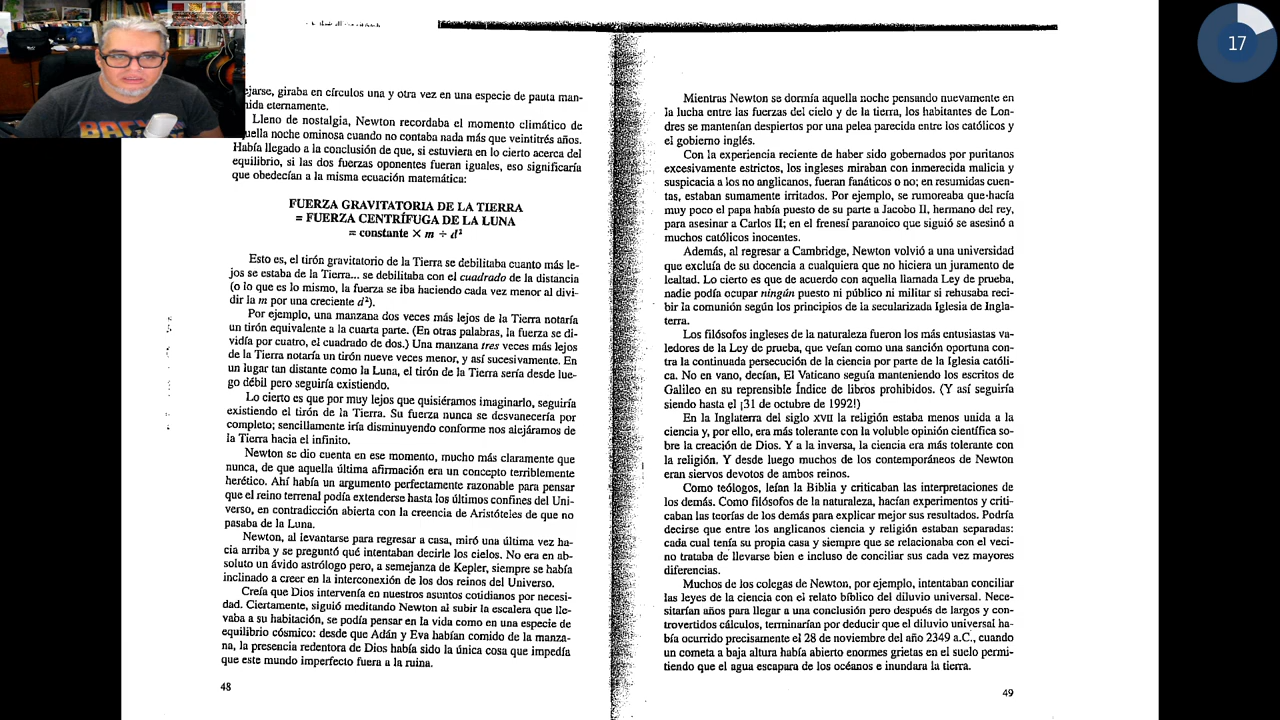 17
ejarse, giraba en círculos una y otra vez en una especie de pauta man-
nida eternamente.
Lleno de nostalgia, Newton recordaba el momento climático de
uella noche ominosa cuando no contaba nada más que veintitrés años.
Había llegado a la conclusión de que, si estuviera en lo cierto acerca del
equilibrio, si las dos fuerzas oponentes fueran iguales, eso significaría
que obedecían a la misma ecuación matemática:
FUERZA GRAVITATORIA DE LA TIERRA
= FUERZA CENTRÍFUGA DE LA LUNA
= constante × m ÷ d²
Esto es, el tirón gravitatorio de la Tierra se debilitaba cuanto más le-
jos se estaba de la Tierra... se debilitaba con el cuadrado de la distancia
(o lo que es lo mismo, la fuerza se iba haciendo cada vez menor al divi-
dir la m por una creciente d²).
Por ejemplo, una manzana dos veces más lejos de la Tierra notaría
un tirón equivalente a la cuarta parte. (En otras palabras, la fuerza se di-
vidía por cuatro, el cuadrado de dos.) Una manzana tres veces más lejos
de la Tierra notaría un tirón nueve veces menor, y así sucesivamente. En
un lugar tan distante como la Luna, el tirón de la Tierra sería desde lue-
go débil pero seguiría existiendo.
Lo cierto es que por muy lejos que quisiéramos imaginarlo, seguiría
existiendo el tirón de la Tierra. Su fuerza nunca se desvanecería por
completo; sencillamente iría disminuyendo conforme nos alejáramos de
la Tierra hacia el infinito.
Newton se dio cuenta en ese momento, mucho más claramente que
nunca, de que aquella última afirmación era un concepto terriblemente
herético. Ahí había un argumento perfectamente razonable para pensar
que el reino terrenal podía extenderse hasta los últimos confines del Uni-
verso, en contradicción abierta con la creencia de Aristóteles de que no
pasaba de la Luna.
Newton, al levantarse para regresar a casa, miró una última vez ha-
cia arriba y se preguntó qué intentaban decirle los cielos. No era en ab-
soluto un ávido astrólogo pero, a semejanza de Kepler, siempre se había
inclinado a creer en la interconexión de los dos reinos del Universo.
Creía que Dios intervenía en nuestros asuntos cotidianos por necesi-
dad. Ciertamente, siguió meditando Newton al subir la escalera que lle-
vaba a su habitación, se podía pensar en la vida como en una especie de
equilibrio cósmico: desde que Adán y Eva habían comido de la manza-
na, la presencia redentora de Dios había sido la única cosa que impedía
que este mundo imperfecto fuera a la ruina.
48
Mientras Newton se dormía aquella noche pensando nuevamente en
la lucha entre las fuerzas del cielo y de la tierra, los habitantes de Lon-
dres se mantenían despiertos por una pelea parecida entre los católicos y
el gobierno inglés.
Con la experiencia reciente de haber sido gobernados por puritanos
excesivamente estrictos, los ingleses miraban con inmerecida malicia y
suspicacia a los no anglicanos, fueran fanáticos o no; en resumidas cuen-
tas, estaban sumamente irritados. Por ejemplo, se rumoreaba que hacía
muy poco el papa había puesto de su parte a Jacobo II, hermano del rey,
para asesinar a Carlos II; en el frenesí paranoico que siguió se asesinó a
muchos católicos inocentes.
Además, al regresar a Cambridge, Newton volvió a una universidad
que excluía de su docencia a cualquiera que no hiciera un juramento de
lealtad. Lo cierto es que de acuerdo con aquella llamada Ley de prueba,
nadie podía ocupar ningún puesto ni público ni militar si rehusaba reci-
bir la comunión según los principios de la secularizada Iglesia de Ingla-
terra.
Los filósofos ingleses de la naturaleza fueron los más entusiastas va-
ledores de la Ley de prueba, que veían como una sanción oportuna con-
tra la continuada persecución de la ciencia por parte de la Iglesia católi-
ca. No en vano, decían, El Vaticano seguía manteniendo los escritos de
Galileo en su reprensible Índice de libros prohibidos. (Y así seguiría
siendo hasta el ¡31 de octubre de 1992!)
En la Inglaterra del siglo XVII la religión estaba menos unida a la
ciencia y, por ello, era más tolerante con la voluble opinión científica so-
bre la creación de Dios. Y a la inversa, la ciencia era más tolerante con
la religión. Y desde luego muchos de los contemporáneos de Newton
eran siervos devotos de ambos reinos.
Como teólogos, leían la Biblia y criticaban las interpretaciones de
los demás. Como filósofos de la naturaleza, hacían experimentos y criti-
caban las teorías de los demás para explicar mejor sus resultados. Podría
decirse que entre los anglicanos ciencia y religión estaban separadas:
cada cual tenía su propia casa y siempre que se relacionaba con el veci-
no trataba de llevarse bien e incluso de conciliar sus cada vez mayores
diferencias.
Muchos de los colegas de Newton, por ejemplo, intentaban conciliar
las leyes de la ciencia con el relato bíblico del diluvio universal. Nece-
sitarían años para llegar a una conclusión pero después de largos y con-
trovertidos cálculos, terminarían por deducir que el diluvio universal ha-
bía ocurrido precisamente el 28 de noviembre del año 2349 a.C., cuando
un cometa a baja altura había abierto enormes grietas en el suelo permi-
tiendo que el agua escapara de los océanos e inundara la tierra.
49